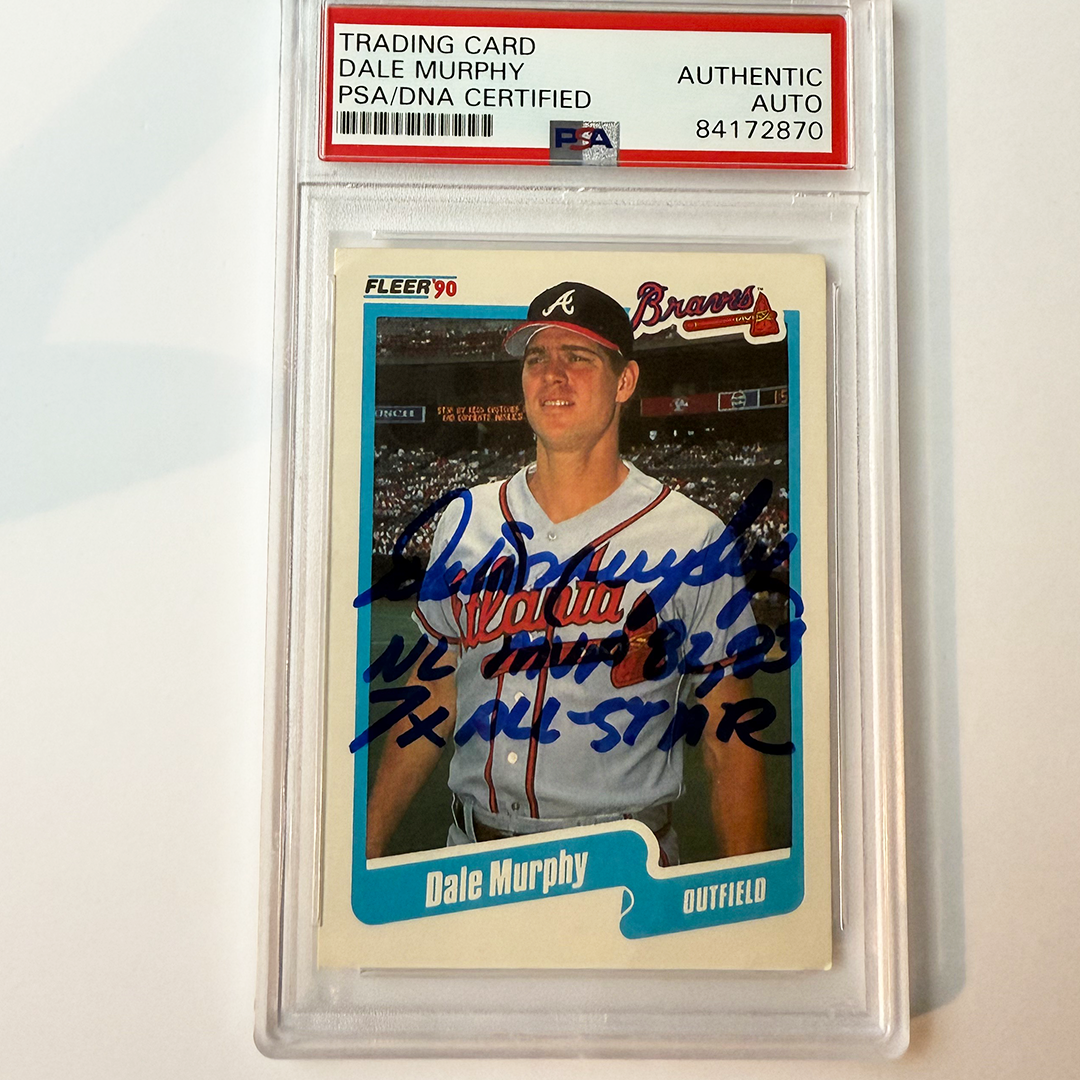 TRADING CARD
DALE MURPHY
PSA/DNA CERTIFIED
AUTHENTIC
AUTO
84172870
PSA
FLEER '90
Braves™
A
Atlanta
Dale Murphy
NL MVP 82, 83
7x ALL-STAR
Dale Murphy
OUTFIELD